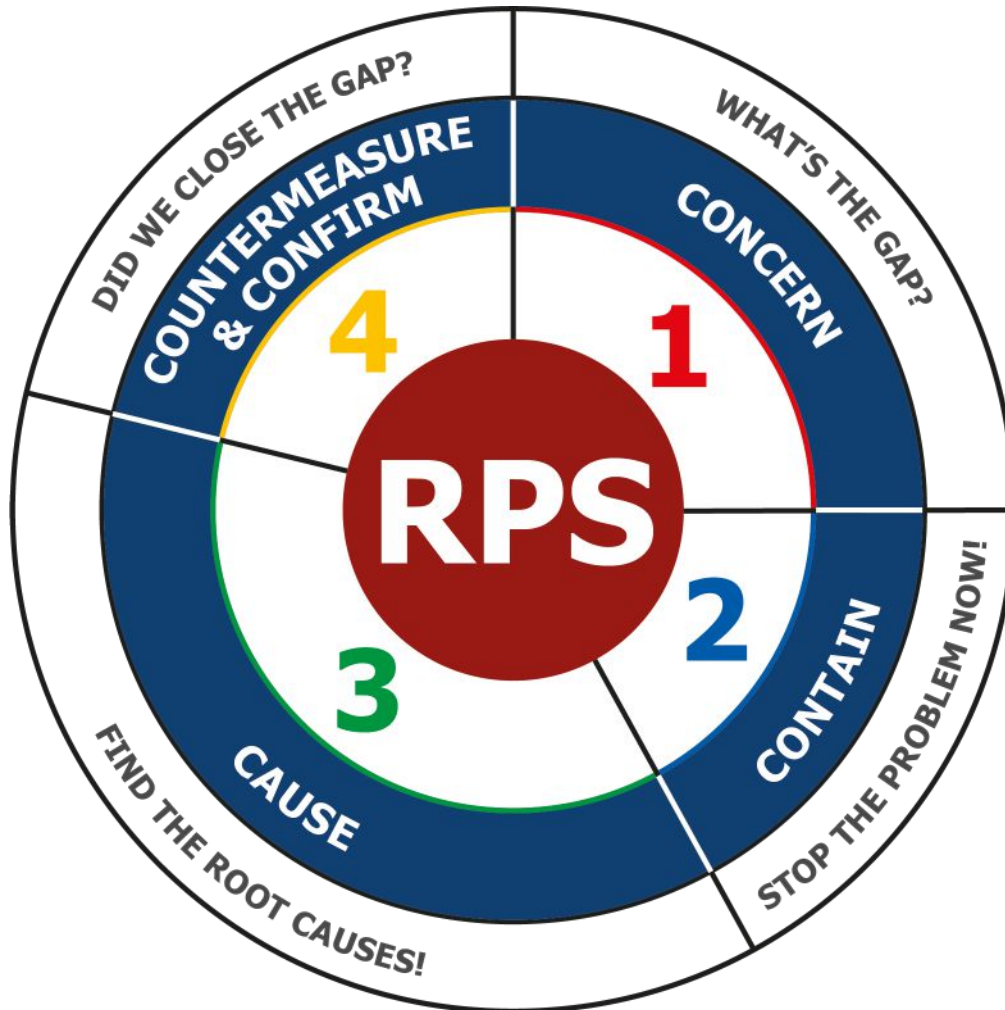 WHAT'S THE GAP?
CONCERN
1
STOP THE PROBLEM NOW!
CONTAIN
2
FIND THE ROOT CAUSES!
CAUSE
3
DID WE CLOSE THE GAP?
COUNTERMEASURE
& CONFIRM
4
RPS